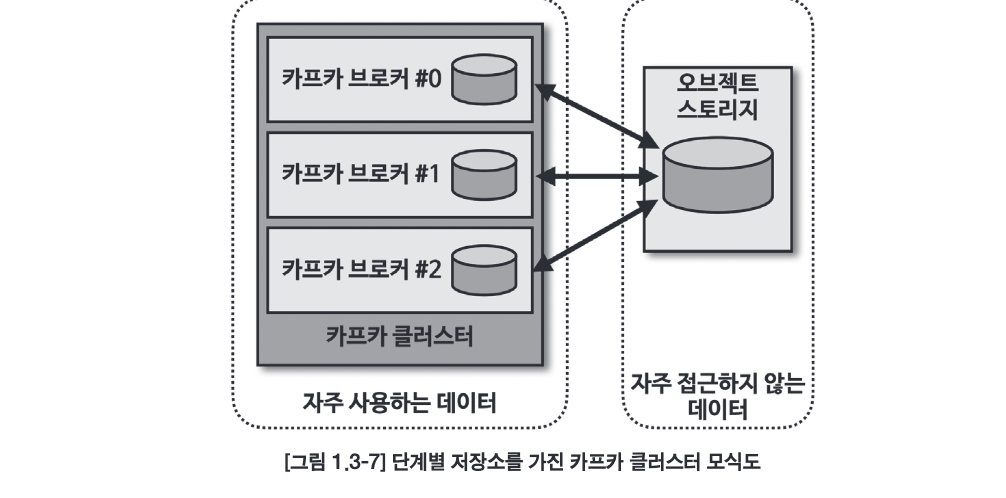 카프카 브로커 #0
카프카 브로커 #1
카프카 브로커 #2
카프카 클러스터
자주 사용하는 데이터
오브젝트
스토리지
자주 접근하지 않는
데이터
[그림 1.3-7] 단계별 저장소를 가진 카프카 클러스터 모식도